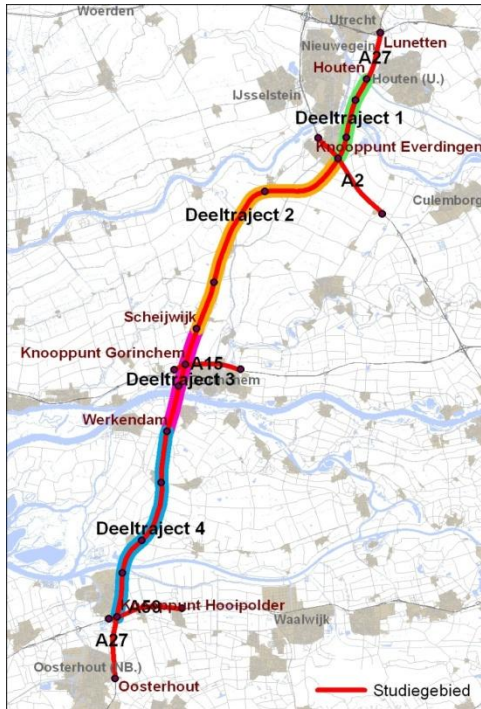 Woerden
Utrecht
Lunetten
Nieuwegein
A27
Houten
Houten (U.)
IJsselstein
Deeltraject 1
Knooppunt Everdingen
A2
Culemborg
Deeltraject 2
Scheijwijk
Knooppunt Gorinchem
A15
Deeltraject 3
Werkendam
Deeltraject 4
Knooppunt Hooipolder
A59
Waalwijk
A27
Oosterhout (NB.)
Oosterhout
Studiegebied